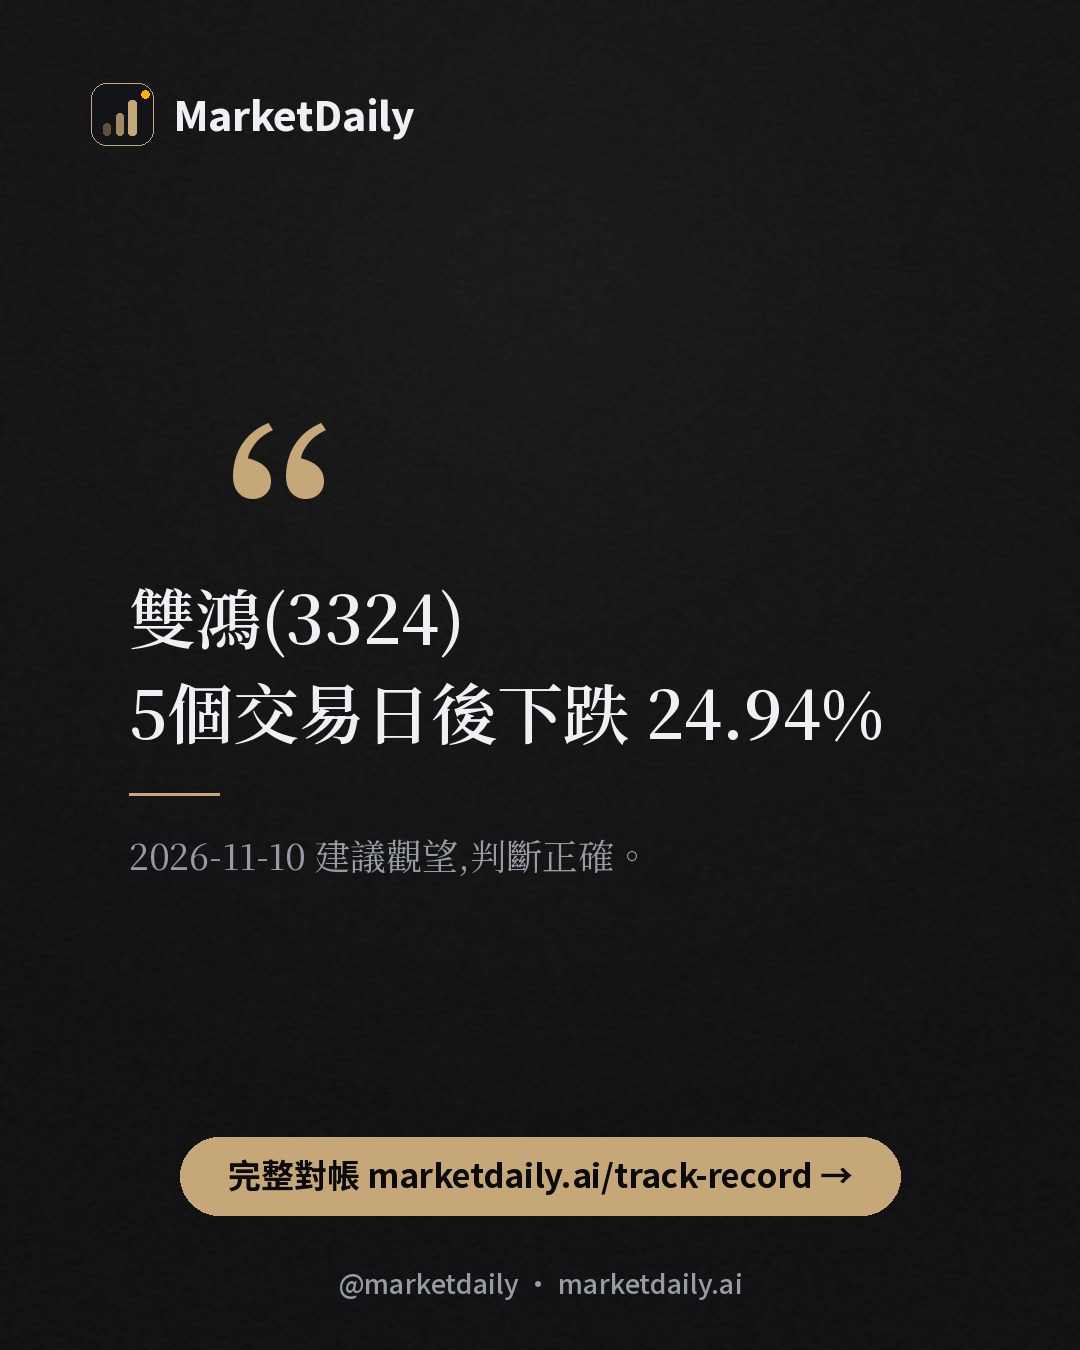 MarketDaily
“
雙鴻(3324)
5個交易日後下跌 24.94%
2026-11-10 建議觀望,判斷正確。
完整對帳 marketdaily.ai/track-record →
@marketdaily · marketdaily.ai